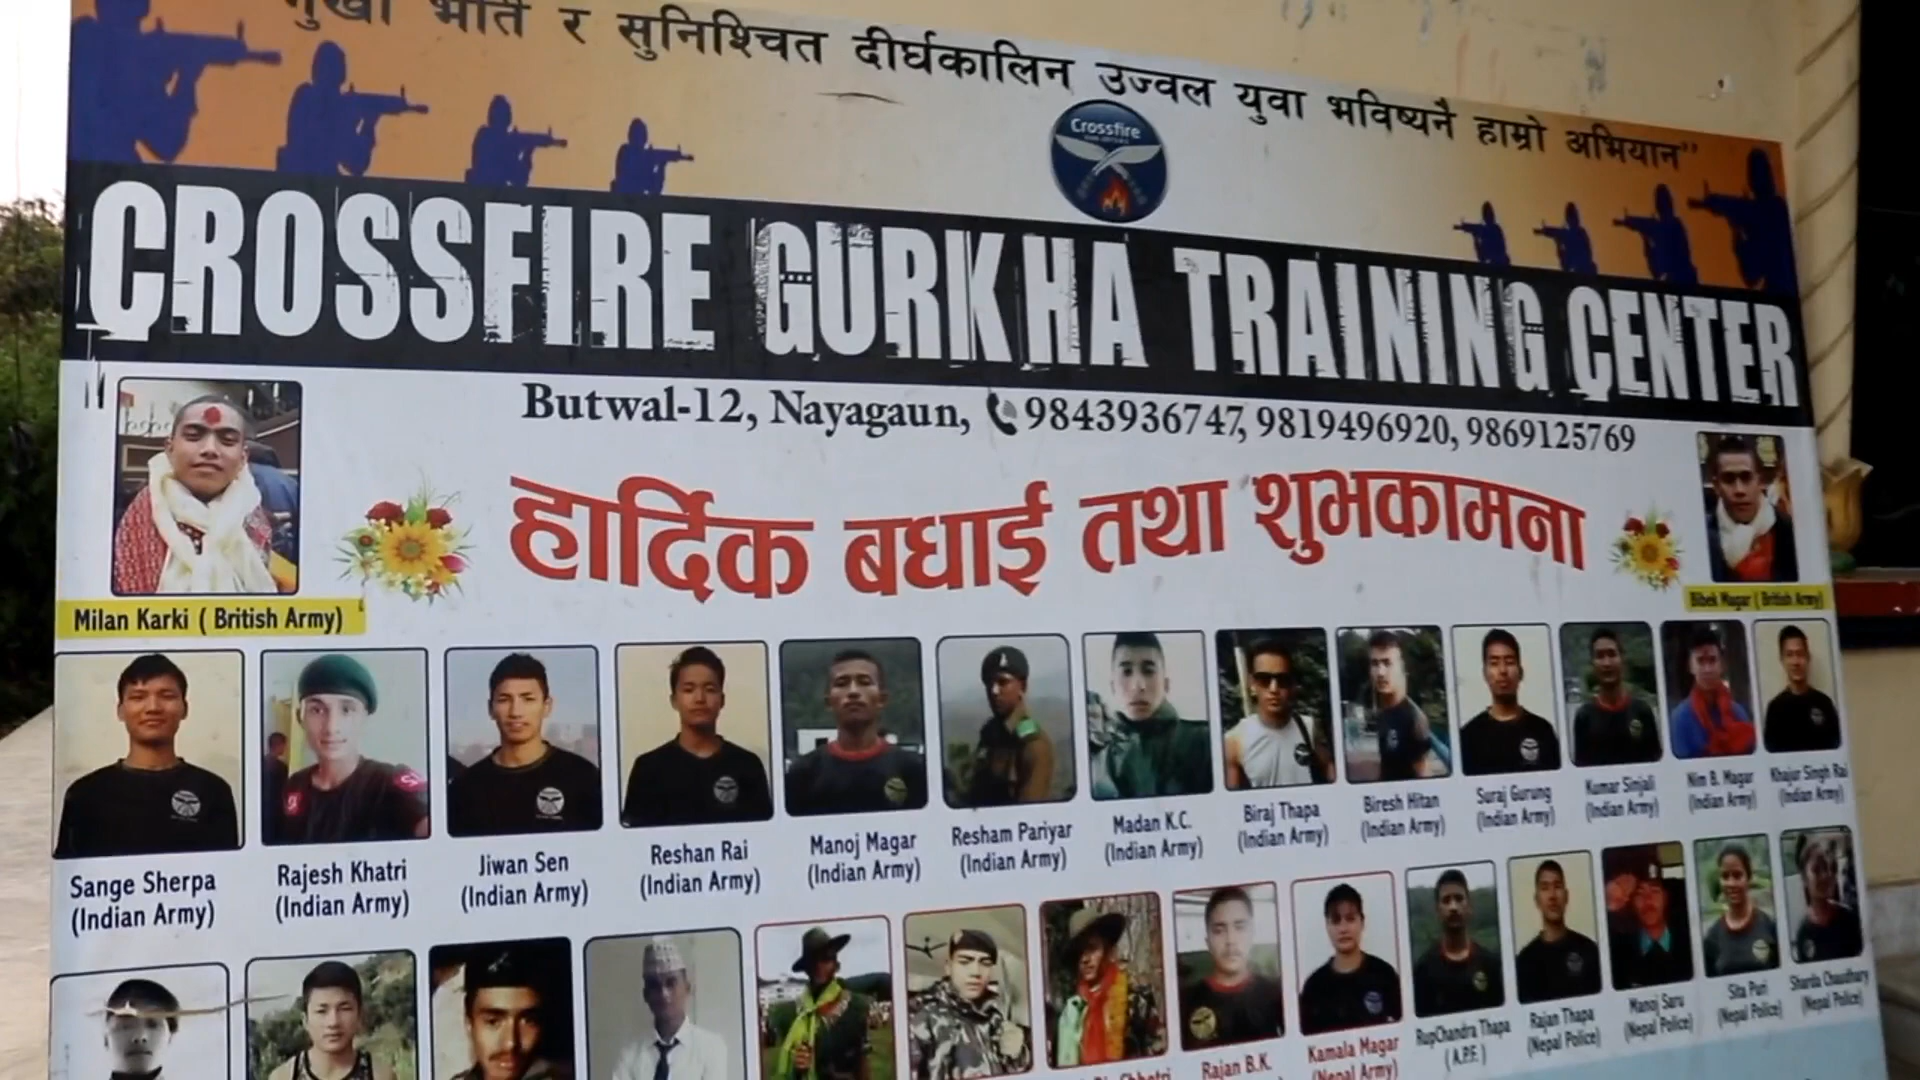 गुर्खा भर्ति र सुनिश्चित दीर्घकालिन उज्वल युवा भविष्यनै हाम्रो अभियान”
Crossfire
CROSSFIRE GURKHA TRAINING CENTER
Butwal-12, Nayagaun, 9843936747, 9819496920, 9869125769
हार्दिक बधाई तथा शुभकामना
Milan Karki ( British Army)
Bibek Magar ( British Army)
Sange Sherpa
(Indian Army)
Rajesh Khatri
(Indian Army)
Jiwan Sen
(Indian Army)
Reshan Rai
(Indian Army)
Manoj Magar
(Indian Army)
Resham Pariyar
(Indian Army)
Madan K.C.
(Indian Army)
Biraj Thapa
(Indian Army)
Biresh Hitan
(Indian Army)
Suraj Gurung
(Indian Army)
Kumar Sinjali
(Indian Army)
Nim B. Magar
(Indian Army)
Khajur Singh Rai
(Indian Army)
Chhetri
Rajan B.K.
Kamala Magar
(Nepal Army)
RupChandra Thapa
(A.P.F.)
Rajan Thapa
(Nepal Police)
Manoj Saru
(Nepal Police)
Sita Puri
(Nepal Police)
Sharda Chaudhary
(Nepal Police)